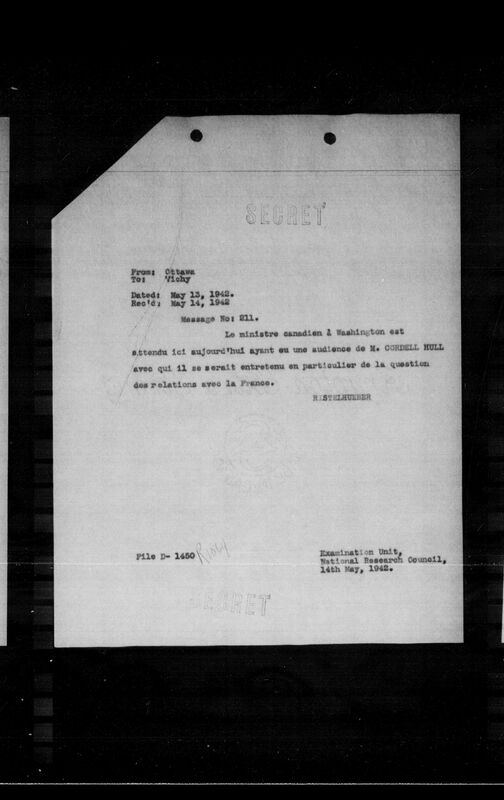 SECRET
From: Ottawa
To: Vichy
Dated: May 13, 1942.
Rec'd: May 14, 1942
Message No: 211.
Le ministre canadien à Washington est
attendu ici aujourd'hui ayant eu une audience de M. CORDELL HULL
avec qui il se serait entretenu en particulier de la question
des relations avec la France.
RISTELHUEBER
File D- 1450
Examination Unit,
National Research Council,
14th May, 1942.
SECRET